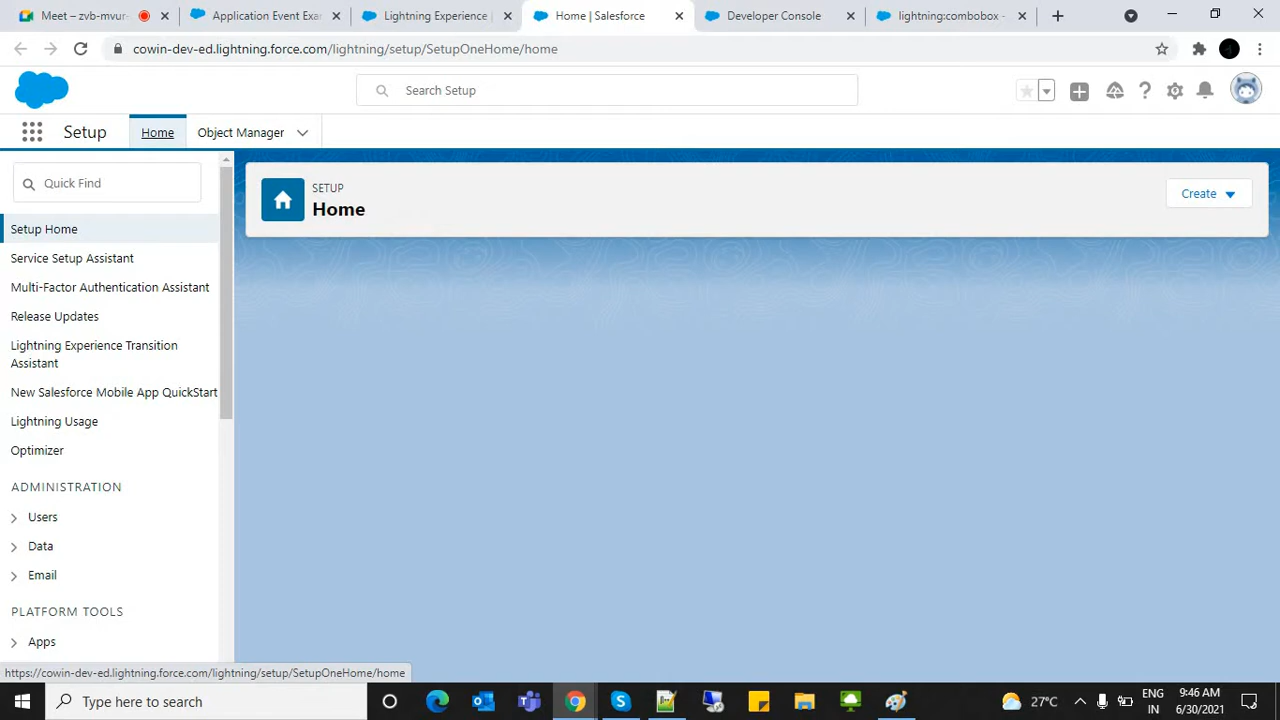 Meet – zvb-mvur-
Application Event Exa
Lightning Experience |
Home | Salesforce
Developer Console
lightning:combobox -
cowin-dev-ed.lightning.force.com/lightning/setup/SetupOneHome/home
Search Setup
Setup
Home
Object Manager
Quick Find
SETUP
Home
Create
Setup Home
Service Setup Assistant
Multi-Factor Authentication Assistant
Release Updates
Lightning Experience Transition
Assistant
New Salesforce Mobile App QuickStart
Lightning Usage
Optimizer
ADMINISTRATION
Users
Data
Email
PLATFORM TOOLS
Apps
https://cowin-dev-ed.lightning.force.com/lightning/setup/SetupOneHome/home
Type here to search
27°C
ENG
IN
9:46 AM
6/30/2021